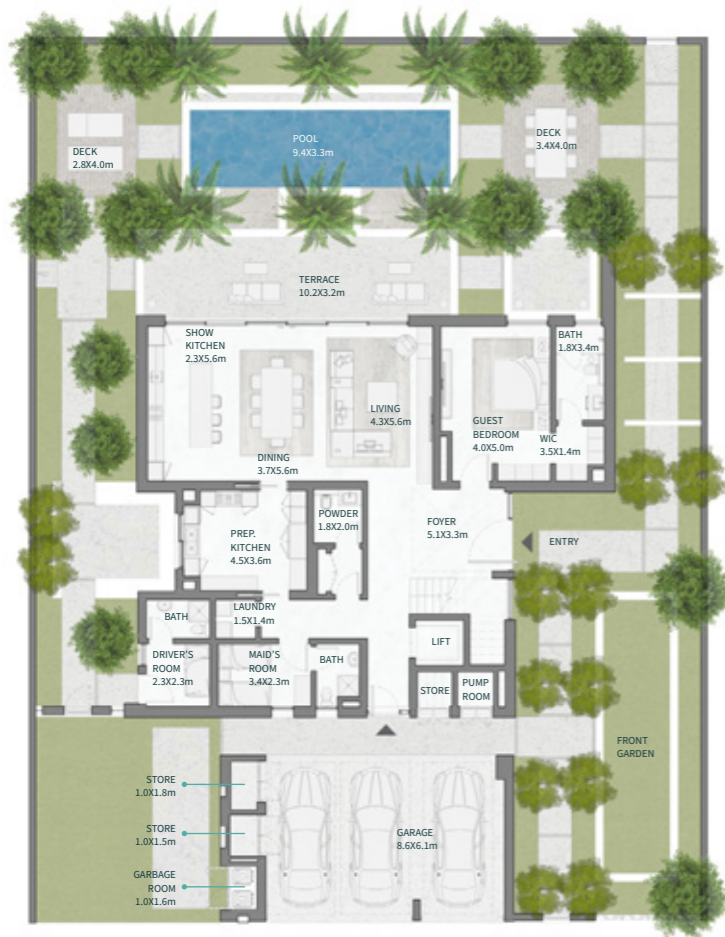 POOL
9.4X3.3m
DECK
2.8X4.0m
DECK
3.4X4.0m
TERRACE
10.2X3.2m
SHOW
KITCHEN
2.3X5.6m
BATH
1.8X3.4m
LIVING
4.3X5.6m
GUEST
BEDROOM
4.0X5.0m
WIC
3.5X1.4m
DINING
3.7X5.6m
POWDER
1.8X2.0m
FOYER
5.1X3.3m
PREP.
KITCHEN
4.5X3.6m
ENTRY
LAUNDRY
1.5X1.4m
BATH
LIFT
DRIVER'S
ROOM
2.3X2.3m
MAID'S
ROOM
3.4X2.3m
BATH
STORE
PUMP
ROOM
FRONT
GARDEN
STORE
1.0X1.8m
STORE
1.0X1.5m
GARAGE
8.6X6.1m
GARBAGE
ROOM
1.0X1.6m